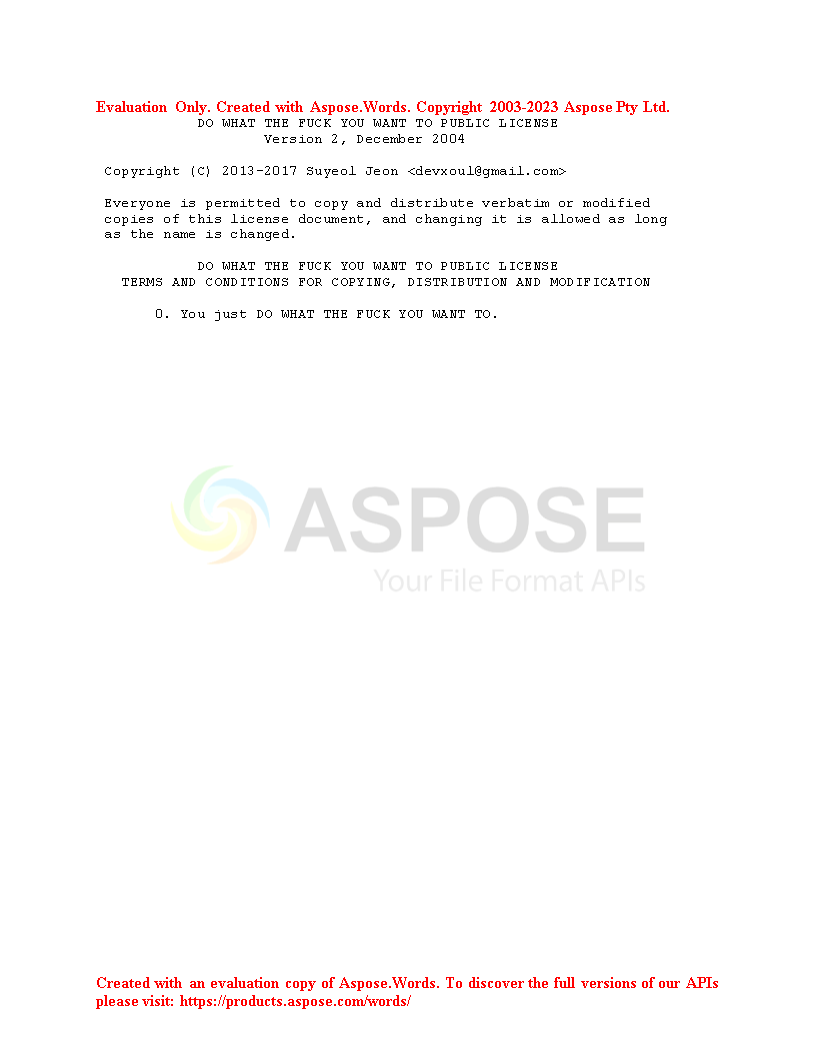 Evaluation Only. Created with Aspose.Words. Copyright 2003-2023 Aspose Pty Ltd.
DO WHAT THE FUCK YOU WANT TO PUBLIC LICENSE
Version 2, December 2004
Copyright (C) 2013-2017 Suyeol Jeon <devxoul@gmail.com>
Everyone is permitted to copy and distribute verbatim or modified
copies of this license document, and changing it is allowed as long
as the name is changed.
DO WHAT THE FUCK YOU WANT TO PUBLIC LICENSE
TERMS AND CONDITIONS FOR COPYING, DISTRIBUTION AND MODIFICATION
0. You just DO WHAT THE FUCK YOU WANT TO.
ASPOSE
Your File Format APIs
Created with an evaluation copy of Aspose.Words. To discover the full versions of our APIs
please visit: https://products.aspose.com/words/